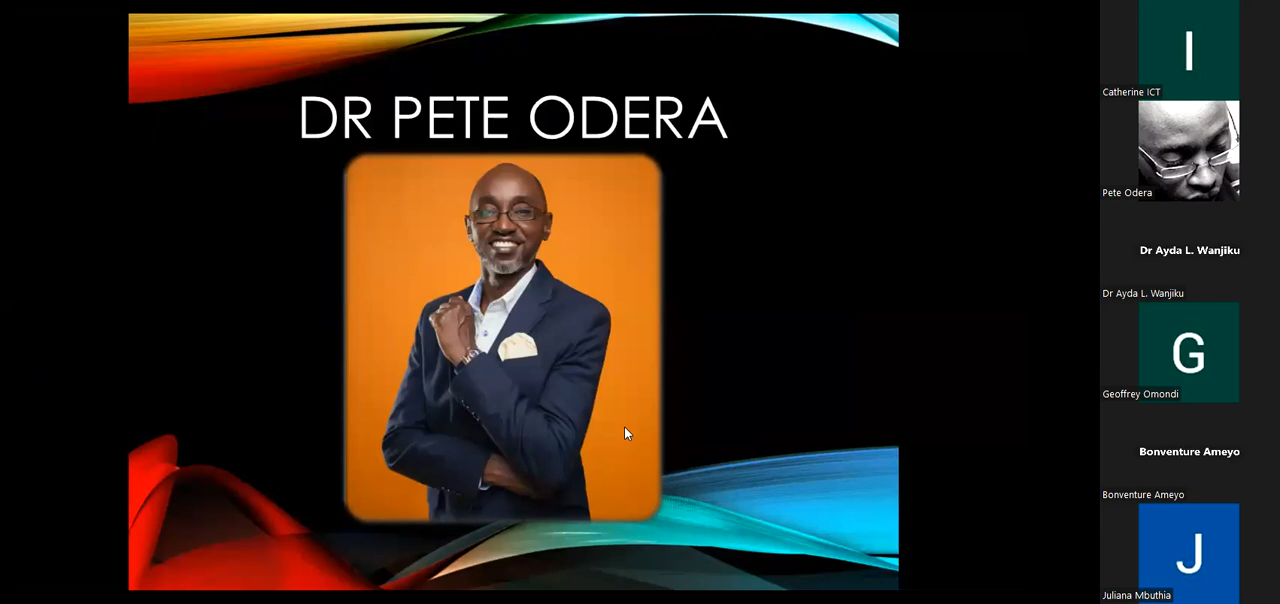 DR PETE ODERA
I
Catherine ICT
Pete Odera
Dr Ayda L. Wanjiku
Dr Ayda L. Wanjiku
G
Geoffrey Omondi
Bonventure Ameyo
Bonventure Ameyo
J
Juliana Mbuthia